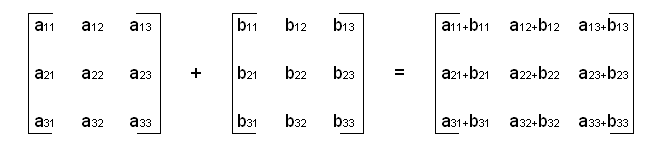 a11 a12 a13 b11 b12 b13 a11+b11 a12+b12 a13+b13
a21 a22 a23 + b21 b22 b23 = a21+b21 a22+b22 a23+b23
a31 a32 a33 b31 b32 b33 a31+b31 a32+b32 a33+b33